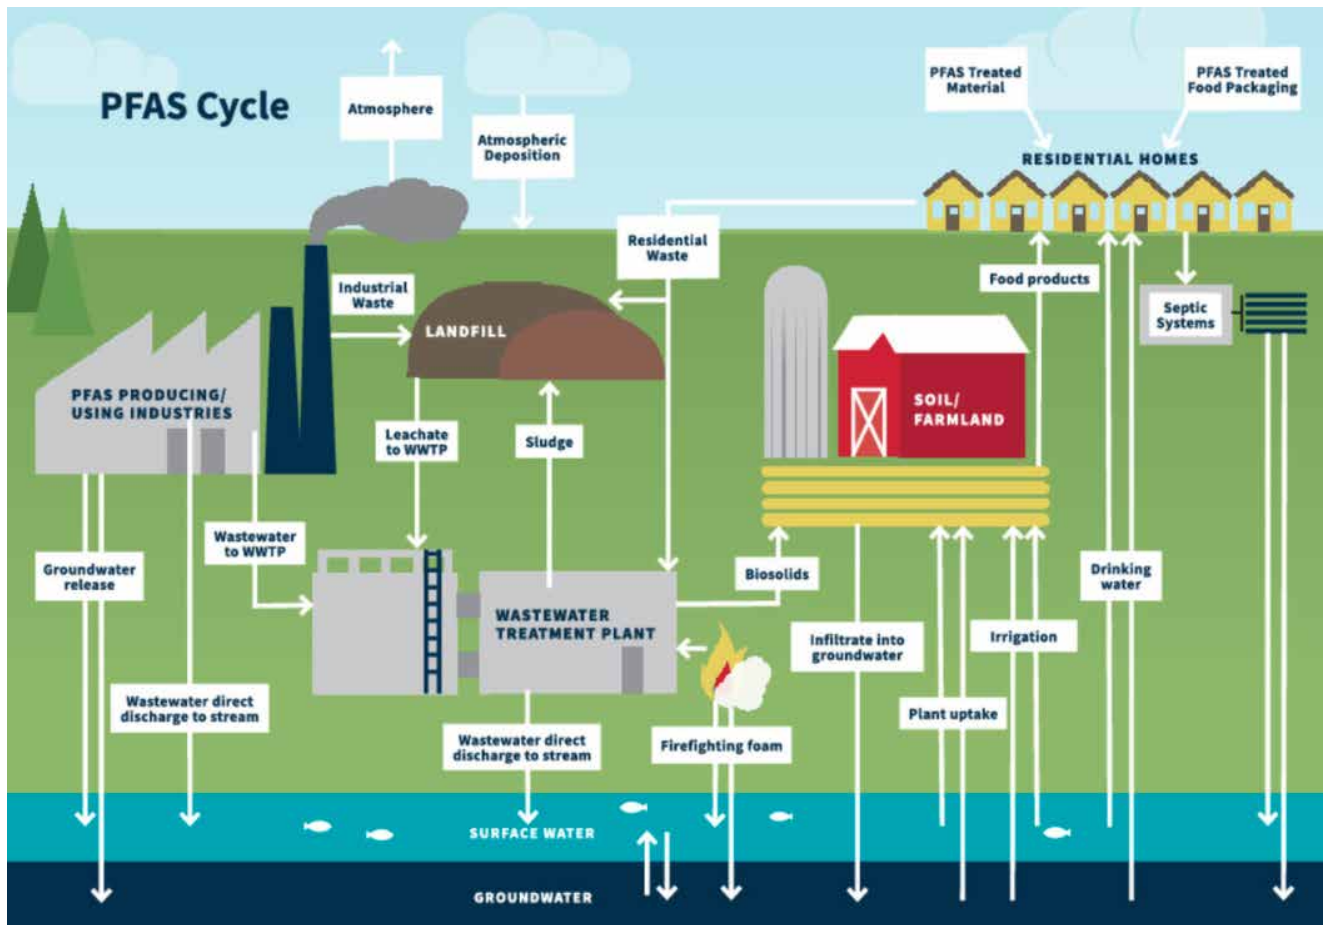 PFAS Cycle
Atmosphere
Atmospheric
Deposition
PFAS Treated
Material
PFAS Treated
Food Packaging
RESIDENTIAL HOMES
Residential
Waste
Industrial
Waste
LANDFILL
Food products
Septic
Systems
PFAS PRODUCING/
USING INDUSTRIES
SOIL/
FARMLAND
Leachate
to WWTP
Sludge
Wastewater
to WWTP
Groundwater
release
Biosolids
Drinking
water
WASTEWATER
TREATMENT PLANT
Infiltrate into
groundwater
Irrigation
Wastewater direct
discharge to stream
Plant uptake
Wastewater direct
discharge to stream
Firefighting foam
SURFACE WATER
GROUNDWATER